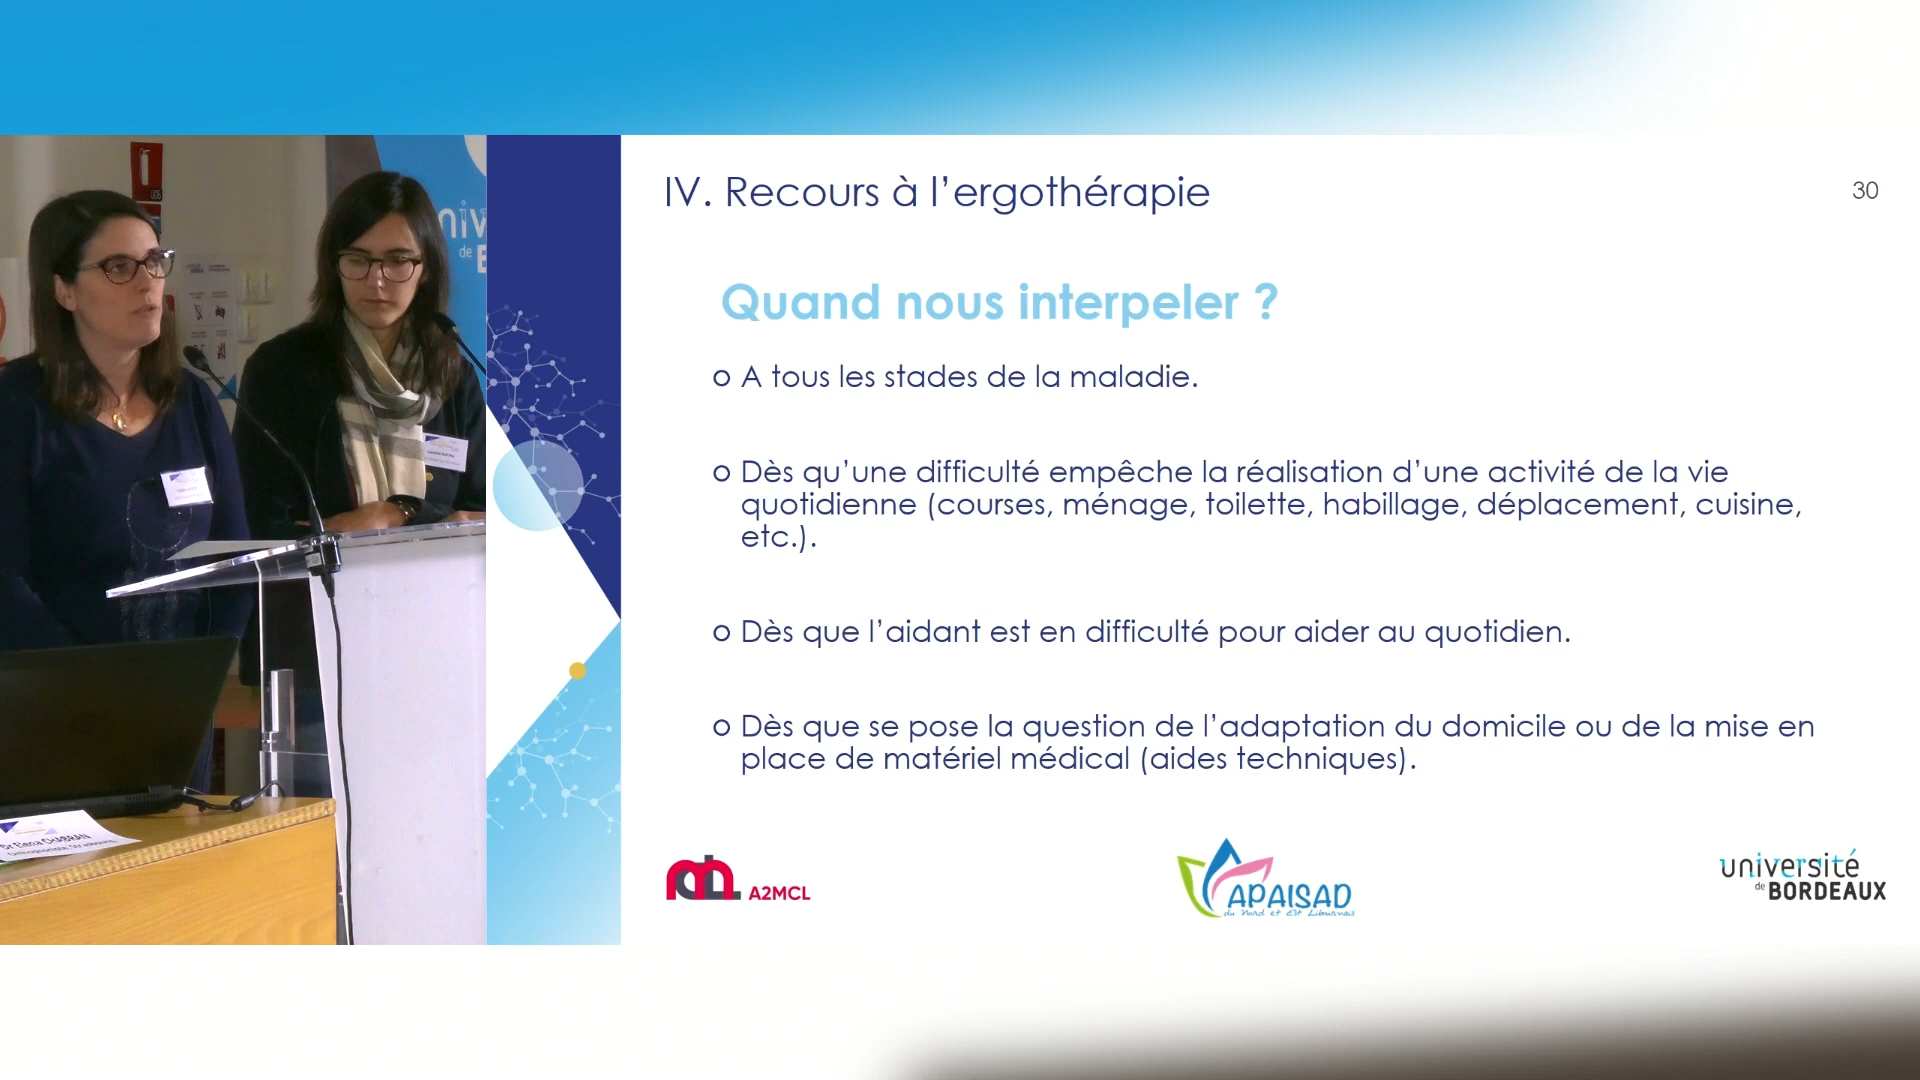 IV. Recours à l’ergothérapie
30
Quand nous interpeler ?
A tous les stades de la maladie.
Dès qu’une difficulté empêche la réalisation d’une activité de la vie
quotidienne (courses, ménage, toilette, habillage, déplacement, cuisine,
etc.).
Dès que l’aidant est en difficulté pour aider au quotidien.
Dès que se pose la question de l’adaptation du domicile ou de la mise en
place de matériel médical (aides techniques).
A2MCL
APAISAD
du Nord et Est Libournais
université
de BORDEAUX
niv
de